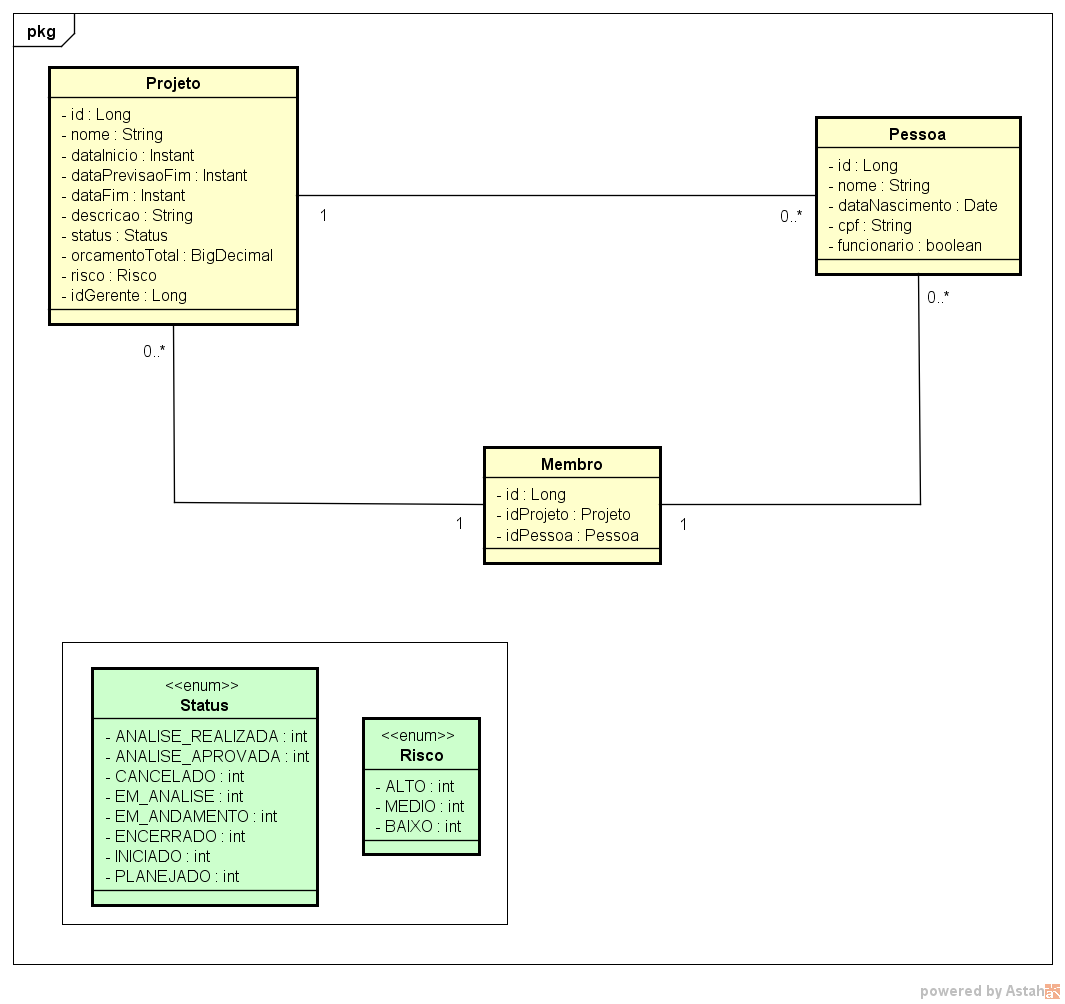 pkg
Projeto
- id : Long
- nome : String
- dataInicio : Instant
- dataPrevisaoFim : Instant
- dataFim : Instant
- descricao : String
- status : Status
- orcamentoTotal : BigDecimal
- risco : Risco
- idGerente : Long
Pessoa
- id : Long
- nome : String
- dataNascimento : Date
- cpf : String
- funcionario : boolean
1
0..*
0..*
0..*
Membro
- id : Long
- idProjeto : Projeto
- idPessoa : Pessoa
1
1
<<enum>>
Status
- ANALISE_REALIZADA : int
- ANALISE_APROVADA : int
- CANCELADO : int
- EM_ANALISE : int
- EM_ANDAMENTO : int
- ENCERRADO : int
- INICIADO : int
- PLANEJADO : int
<<enum>>
Risco
- ALTO : int
- MEDIO : int
- BAIXO : int
powered by Astah